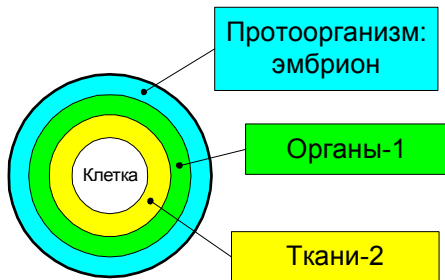 Протоорганизм:
эмбрион
Органы-1
Клетка
Ткани-2